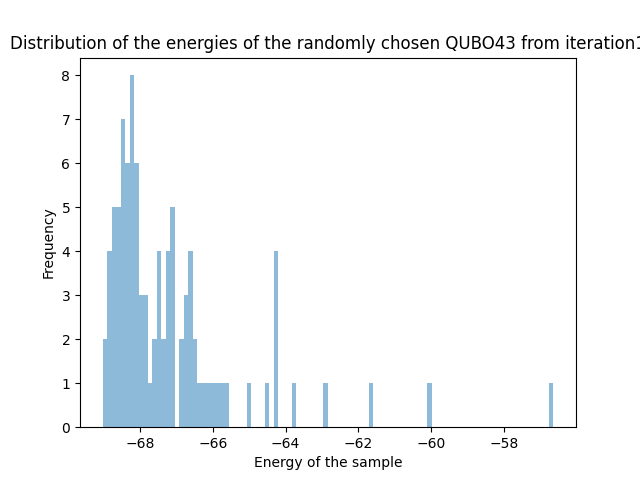 Distribution of the energies of the randomly chosen QUBO43 from iteration1
8
7
6
5
4
3
2
1
0
Frequency
−68 −66 −64 −62 −60 −58
Energy of the sample